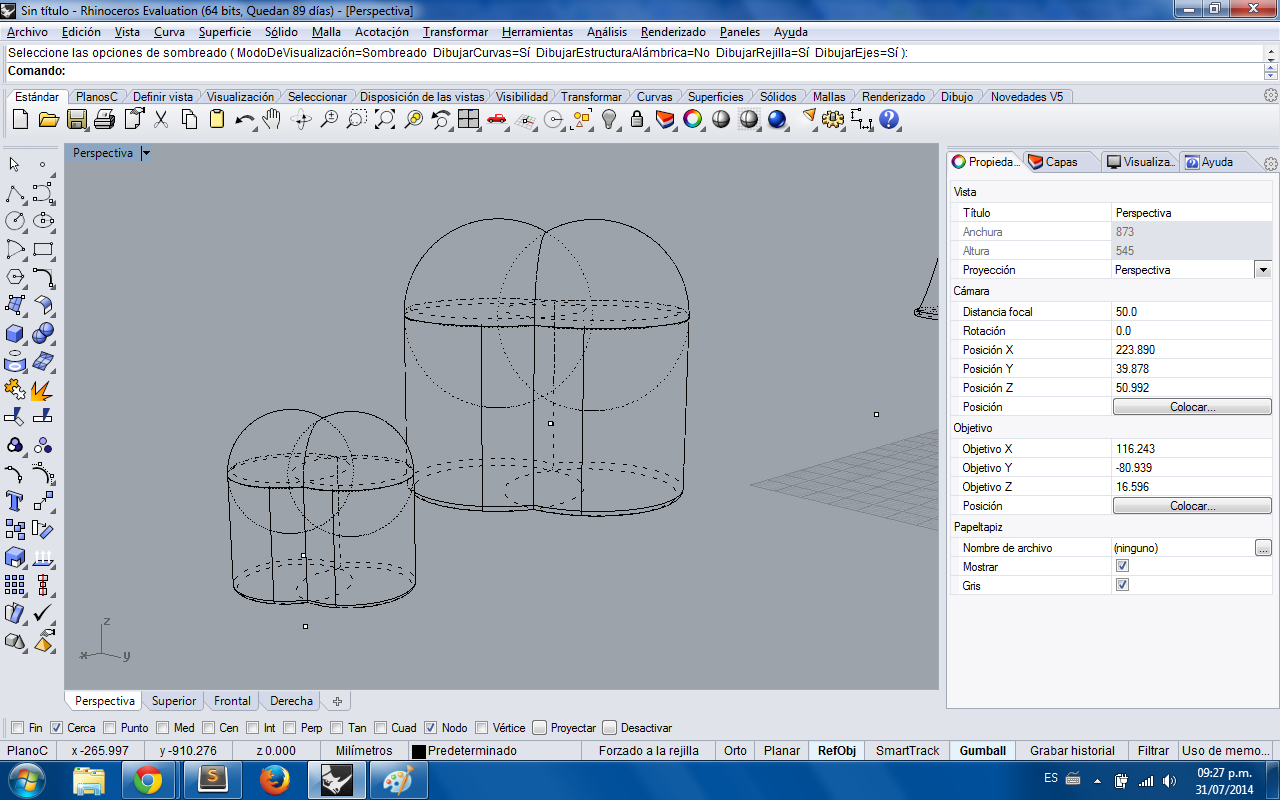 Sin título - Rhinoceros Evaluation (64 bits, Quedan 89 días) - [Perspectiva]
Archivo Edición Vista Curva Superficie Sólido Malla Acotación Transformar Herramientas Análisis Renderizado Paneles Ayuda
Seleccione las opciones de sombreado ( ModoDeVisualización=Sombreado DibujarCurvas=Sí DibujarEstructuraAlámbrica=No DibujarRejilla=Sí DibujarEjes=Sí ):
Comando:
Estándar PlanosC Definir vista Visualización Seleccionar Disposición de las vistas Visibilidad Transformar Curvas Superficies Sólidos Mallas Renderizado Dibujo Novedades V5
Perspectiva
Propieda... Capas Visualiza... Ayuda
Vista
Título Perspectiva
Anchura 873
Altura 545
Proyección Perspectiva
Cámara
Distancia focal 50.0
Rotación 0.0
Posición X 223.890
Posición Y 39.878
Posición Z 50.992
Posición Colocar...
Objetivo
Objetivo X 116.243
Objetivo Y -80.939
Objetivo Z 16.596
Posición Colocar...
Papeltapiz
Nombre de archivo (ninguno) ...
Mostrar
Gris
z
x y
Perspectiva Superior Frontal Derecha
Fin Cerca Punto Med Cen Int Perp Tan Cuad Nodo Vértice Proyectar Desactivar
PlanoC x -265.997 y -910.276 z 0.000 Milímetros Predeterminado Forzado a la rejilla Orto Planar RefObj SmartTrack Gumball Grabar historial Filtrar Uso de memo...
ES 09:27 p.m.
31/07/2014